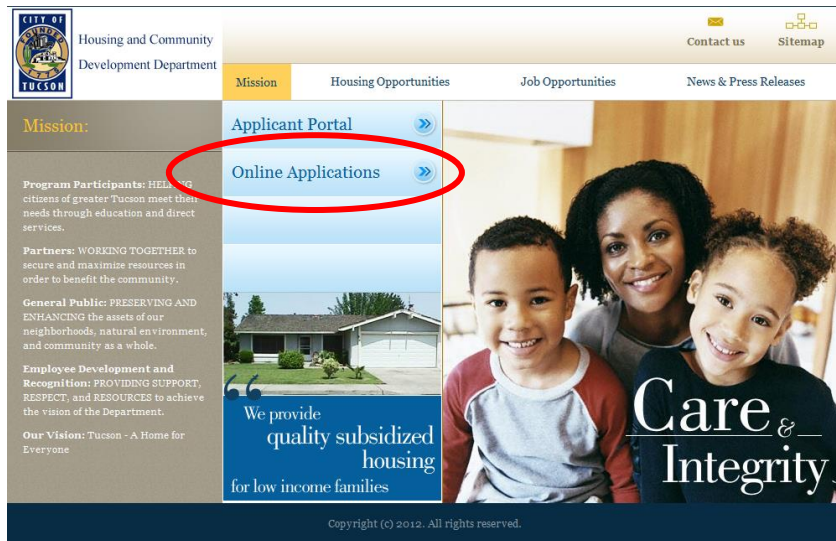 CITY OF
FOUNDED
1775
TUCSON
Housing and Community
Development Department
Contact us
Sitemap
Mission
Housing Opportunities
Job Opportunities
News & Press Releases
Mission:
Program Participants: HELPING
citizens of greater Tucson meet their
needs through education and direct
services.
Partners: WORKING TOGETHER to
secure and maximize resources in
order to benefit the community.
General Public: PRESERVING AND
ENHANCING the assets of our
neighborhoods, natural environment,
and community as a whole.
Employee Development and
Recognition: PROVIDING SUPPORT,
RESPECT, and RESOURCES to achieve
the vision of the Department.
Our Vision: Tucson - A Home for
Everyone
Applicant Portal
Online Applications
“
We provide
quality subsidized
housing
for low income families
Care &
Integrity
Copyright (c) 2012. All rights reserved.